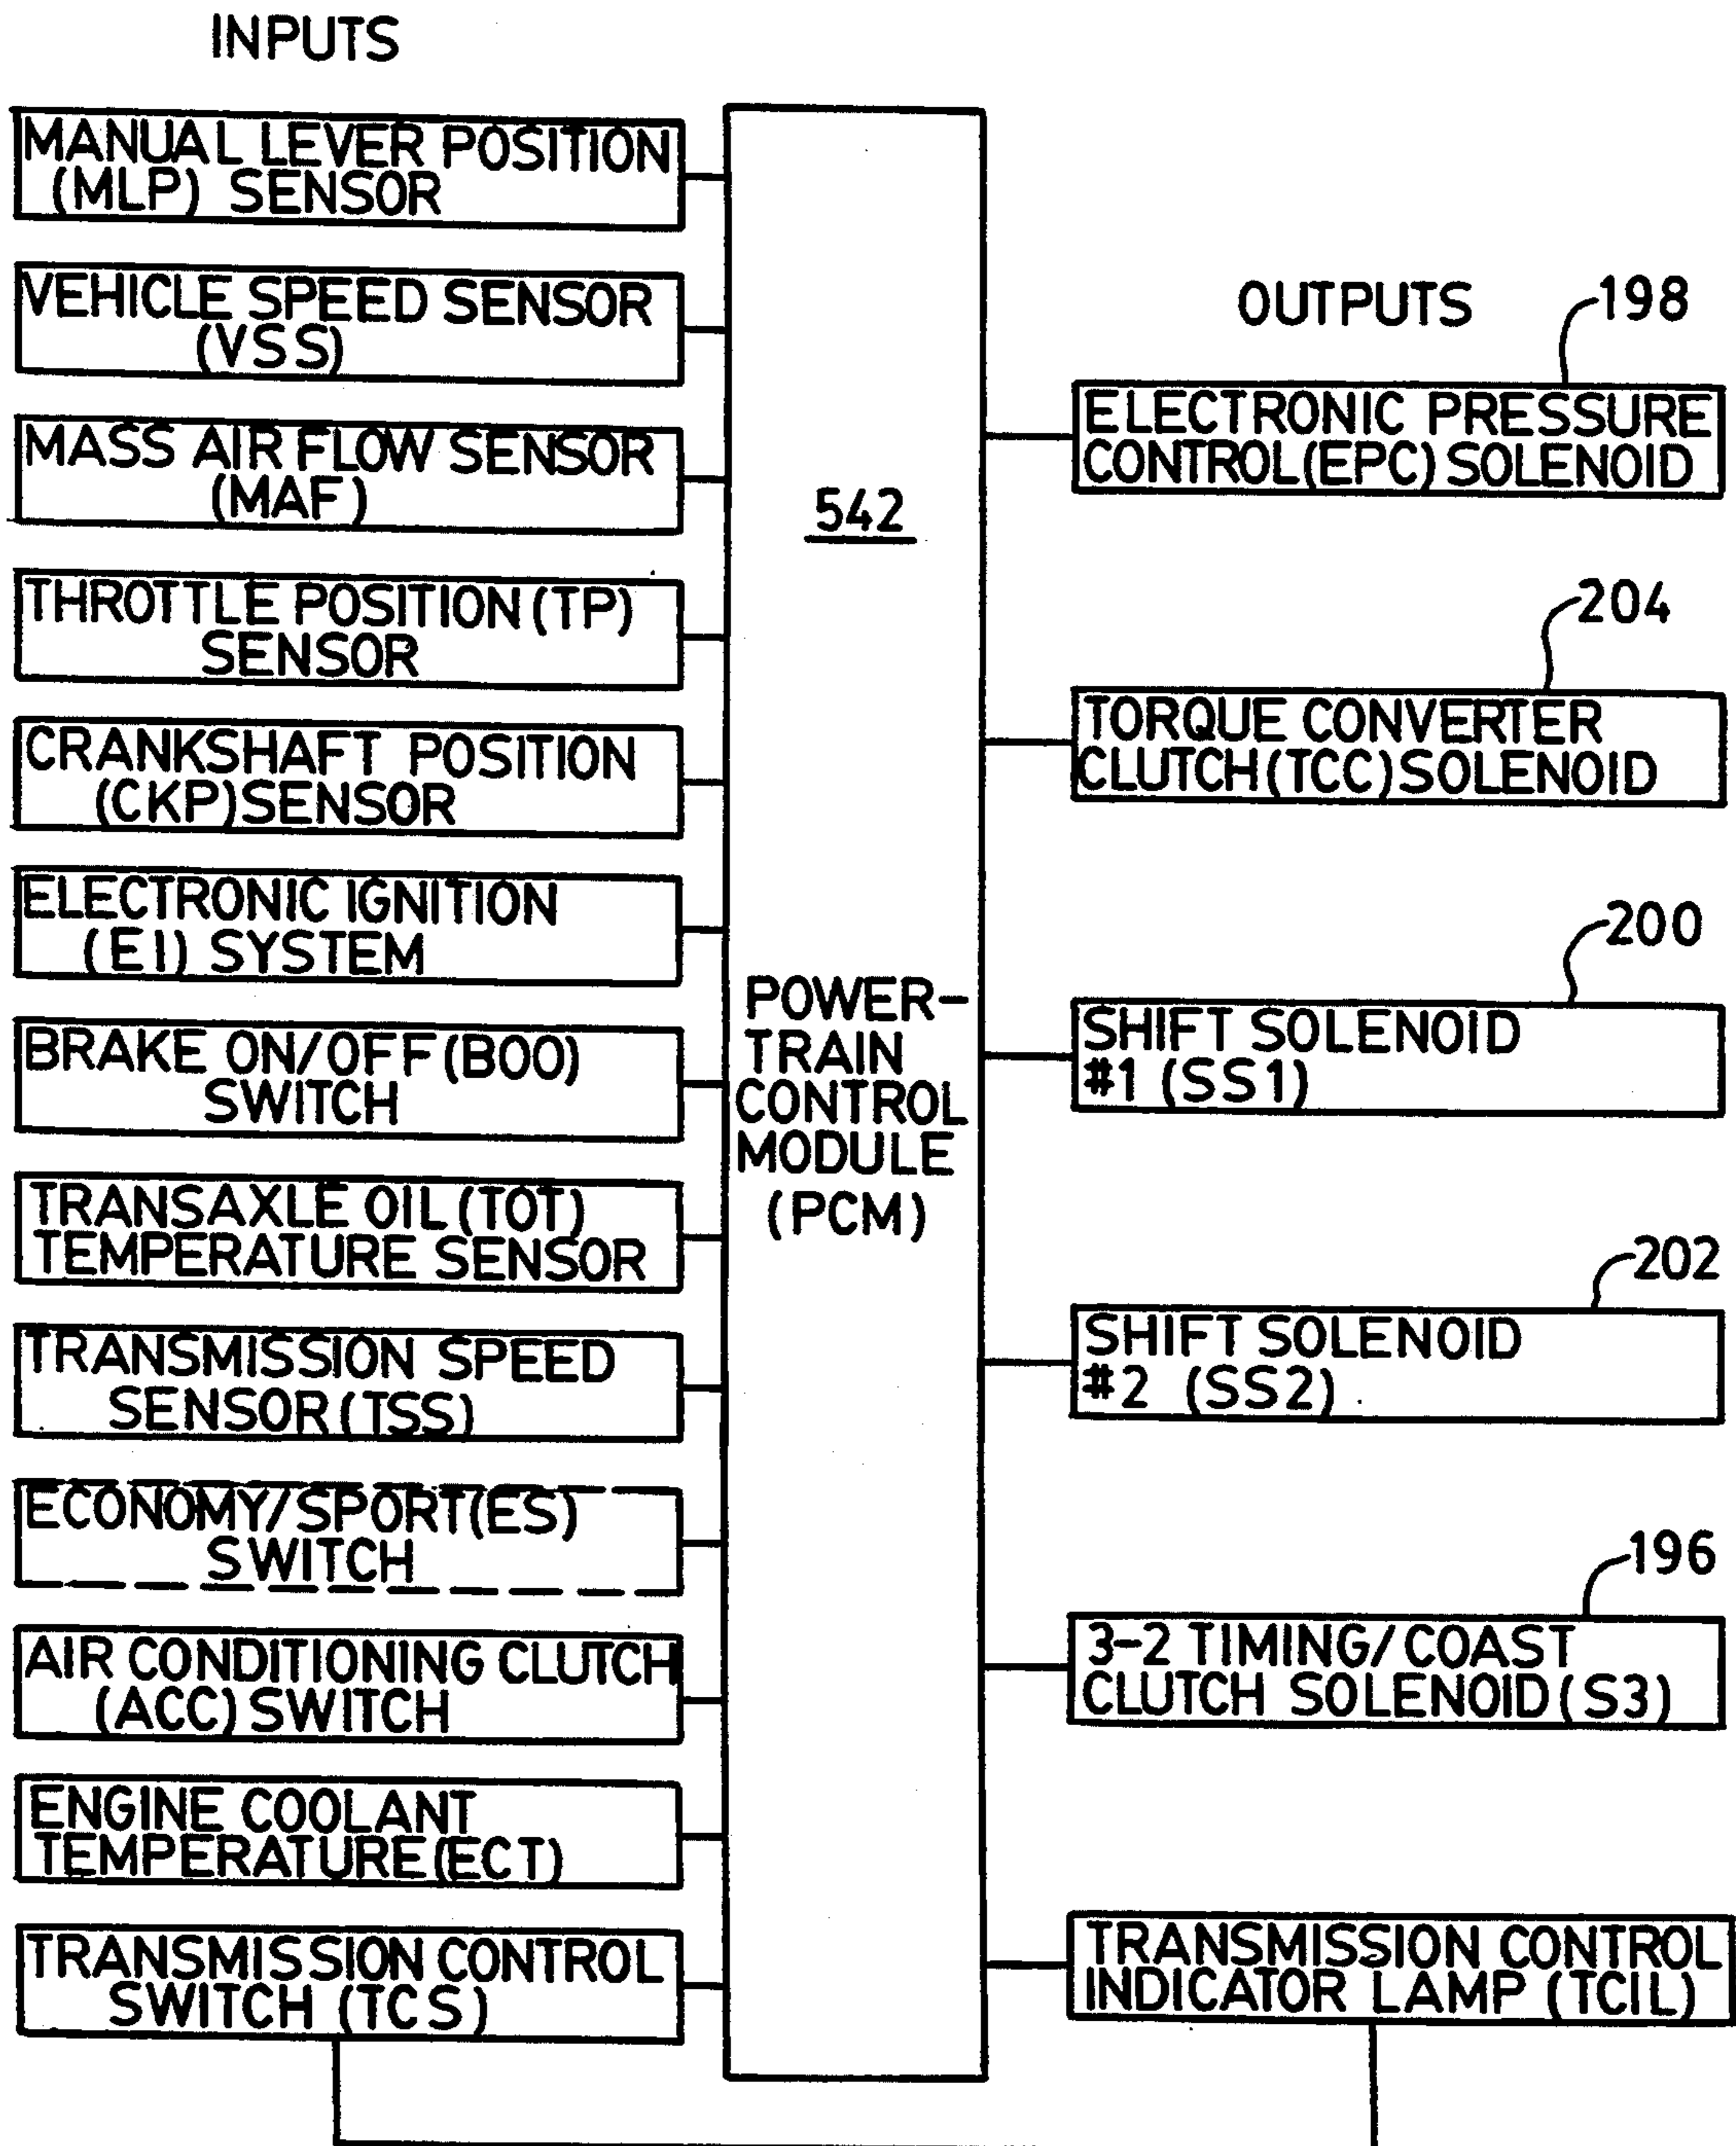 INPUTS
MANUAL LEVER POSITION
(MLP) SENSOR
VEHICLE SPEED SENSOR
(VSS)
MASS AIR FLOW SENSOR
(MAF)
THROTTLE POSITION (TP)
SENSOR
CRANKSHAFT POSITION
(CKP) SENSOR
ELECTRONIC IGNITION
(EI) SYSTEM
BRAKE ON/OFF (BOO)
SWITCH
TRANSAXLE OIL (TOT)
TEMPERATURE SENSOR
TRANSMISSION SPEED
SENSOR (TSS)
ECONOMY/SPORT (ES)
SWITCH
AIR CONDITIONING CLUTCH
(ACC) SWITCH
ENGINE COOLANT
TEMPERATURE (ECT)
TRANSMISSION CONTROL
SWITCH (TCS)
542
POWER-
TRAIN
CONTROL
MODULE
(PCM)
OUTPUTS
198
ELECTRONIC PRESSURE
CONTROL (EPC) SOLENOID
204
TORQUE CONVERTER
CLUTCH (TCC) SOLENOID
200
SHIFT SOLENOID
#1 (SS1)
202
SHIFT SOLENOID
#2 (SS2)
196
3-2 TIMING/COAST
CLUTCH SOLENOID (S3)
TRANSMISSION CONTROL
INDICATOR LAMP (TCIL)